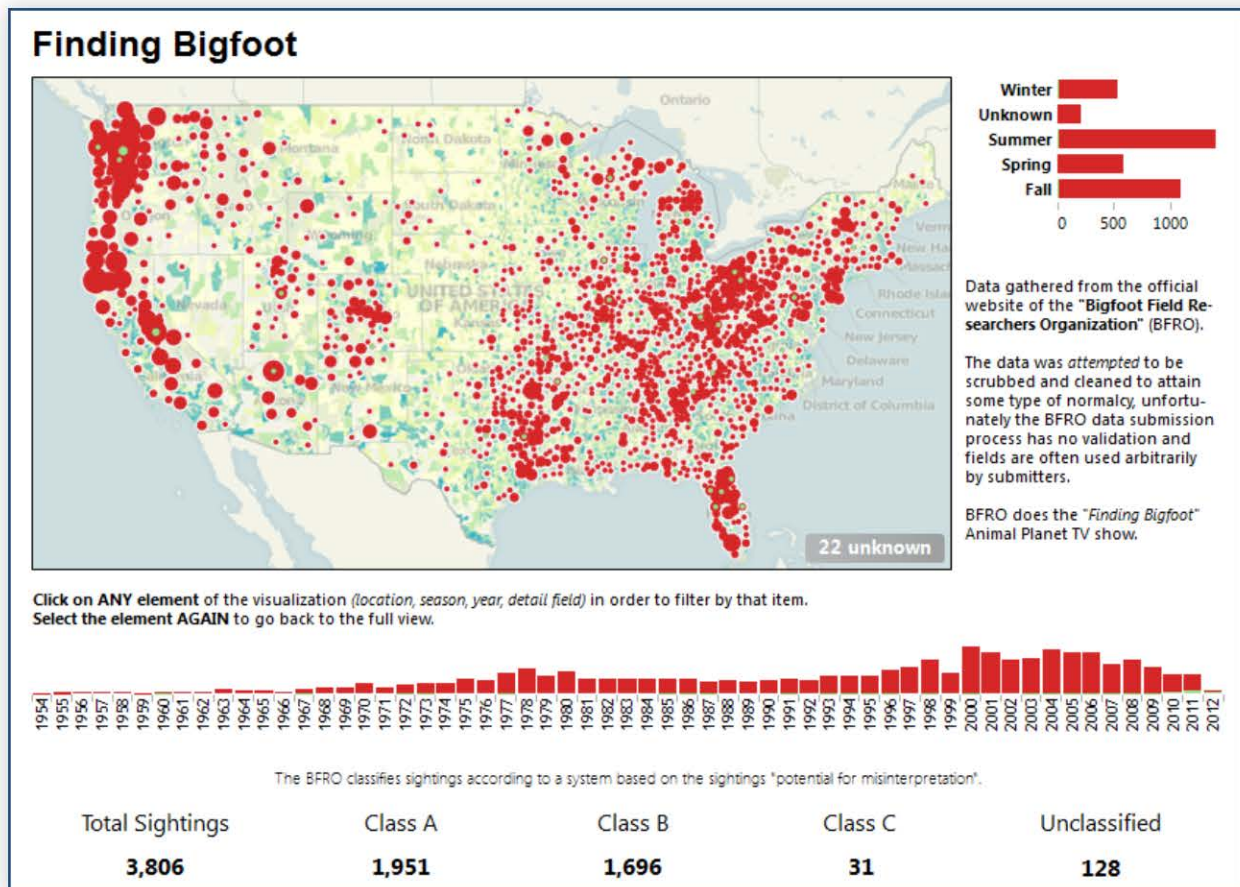 Finding Bigfoot
Ontario
North Dakota
Montana
South Dakota
Wyoming
Nebraska
Nevada
UNITED STATES
OF AMERICA
Kansas
New Mexico
Maine
Verm
New Ha
Massach
Rhode Islan
Connecticut
New Jersey
Delaware
Maryland
District of Columbia
22 unknown
Winter
Unknown
Summer
Spring
Fall
0 500 1000
Data gathered from the official
website of the "Bigfoot Field Re-
searchers Organization" (BFRO).
The data was attempted to be
scrubbed and cleaned to attain
some type of normalcy, unfortu-
nately the BFRO data submission
process has no validation and
fields are often used arbitrarily
by submitters.
BFRO does the "Finding Bigfoot"
Animal Planet TV show.
Click on ANY element of the visualization (location, season, year, detail field) in order to filter by that item.
Select the element AGAIN to go back to the full view.
1954 1955 1956 1957 1958 1959 1960 1961 1962 1963 1964 1965 1966 1967 1968 1969 1970 1971 1972 1973 1974 1975 1976 1977 1978 1979 1980 1981 1982 1983 1984 1985 1986 1987 1988 1989 1990 1991 1992 1993 1994 1995 1996 1997 1998 1999 2000 2001 2002 2003 2004 2005 2006 2007 2008 2009 2010 2011 2012
The BFRO classifies sightings according to a system based on the sightings "potential for misinterpretation".
Total Sightings Class A Class B Class C Unclassified
3,806 1,951 1,696 31 128